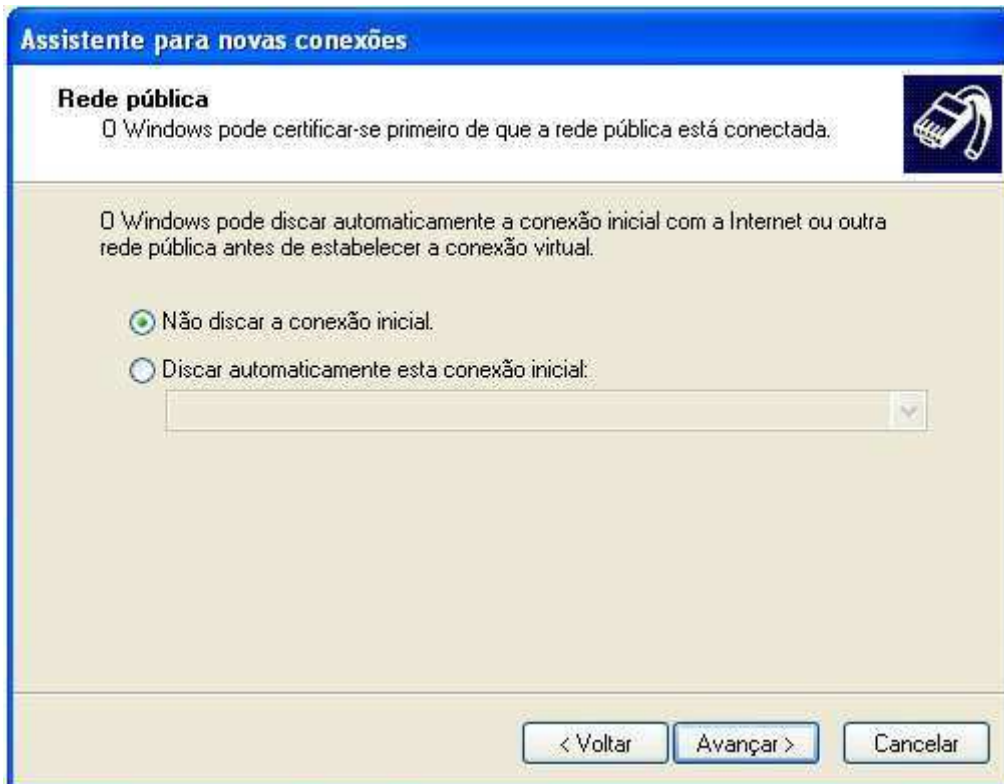 Assistente para novas conexões
Rede pública
O Windows pode certificar-se primeiro de que a rede pública está conectada.
O Windows pode discar automaticamente a conexão inicial com a Internet ou outra
rede pública antes de estabelecer a conexão virtual.
Não discar a conexão inicial.
Discar automaticamente esta conexão inicial:
< Voltar
Avançar >
Cancelar